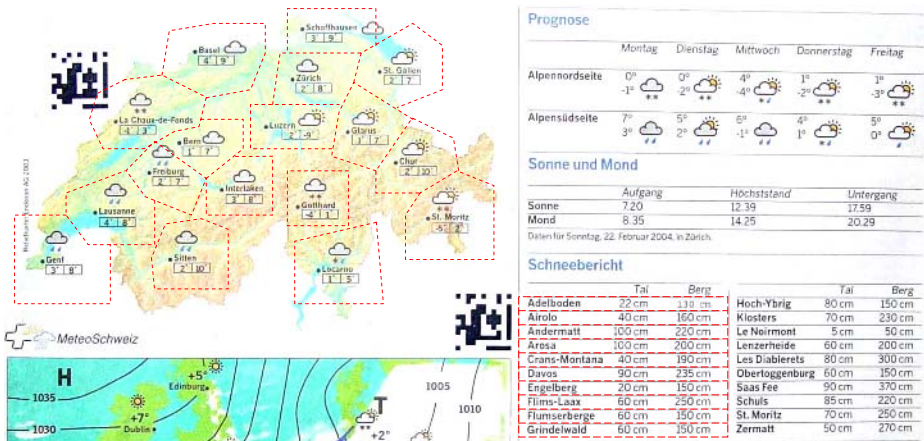 Schaffhausen
3° 9°
Basel
4° 9°
Zürich
2° 8°
St. Gallen
2° 7°
La Chaux-de-Fonds
Luzern
Glarus
Bern
1° 7°
Freiburg
2° 7°
Interlaken
3° 8°
Chur
2° 10°
Gotthard
-4° 1°
St. Moritz
-5° 2°
Lausanne
4° 8°
Genf
3° 8°
Sitten
2° 10°
Locarno
1° 5°
MeteoSchweiz
H
+5°
Edinburg
1035
+7°
1030
Dublin
T
+2°
1005
1010
Prognose
Montag Dienstag Mittwoch Donnerstag Freitag
Alpennordseite 0° 0° 4° 1° 1°
-1° -2° -4° -2° -3°
Alpensüdseite 7° 5° 6° 4° 5°
3° 2° -1° 1° 0°
Sonne und Mond
Aufgang Höchststand Untergang
Sonne 7.20 12.39 17.59
Mond 8.35 14.25 20.29
Daten für Sonntag, 22. Februar 2004, in Zürich.
Schneebericht
Tal Berg Tal Berg
Adelboden 22 cm 130 cm Hoch-Ybrig 80 cm 150 cm
Airolo 40 cm 160 cm Klosters 70 cm 230 cm
Andermatt 100 cm 220 cm Le Noirmont 5 cm 50 cm
Arosa 100 cm 200 cm Lenzerheide 60 cm 200 cm
Crans-Montana 40 cm 190 cm Les Diablerets 80 cm 300 cm
Davos 90 cm 235 cm Obertoggenburg 60 cm 150 cm
Engelberg 20 cm 150 cm Saas Fee 90 cm 370 cm
Flims-Laax 60 cm 250 cm Schuls 85 cm 220 cm
Flumserberge 60 cm 150 cm St. Moritz 70 cm 250 cm
Grindelwald 60 cm 150 cm Zermatt 50 cm 270 cm